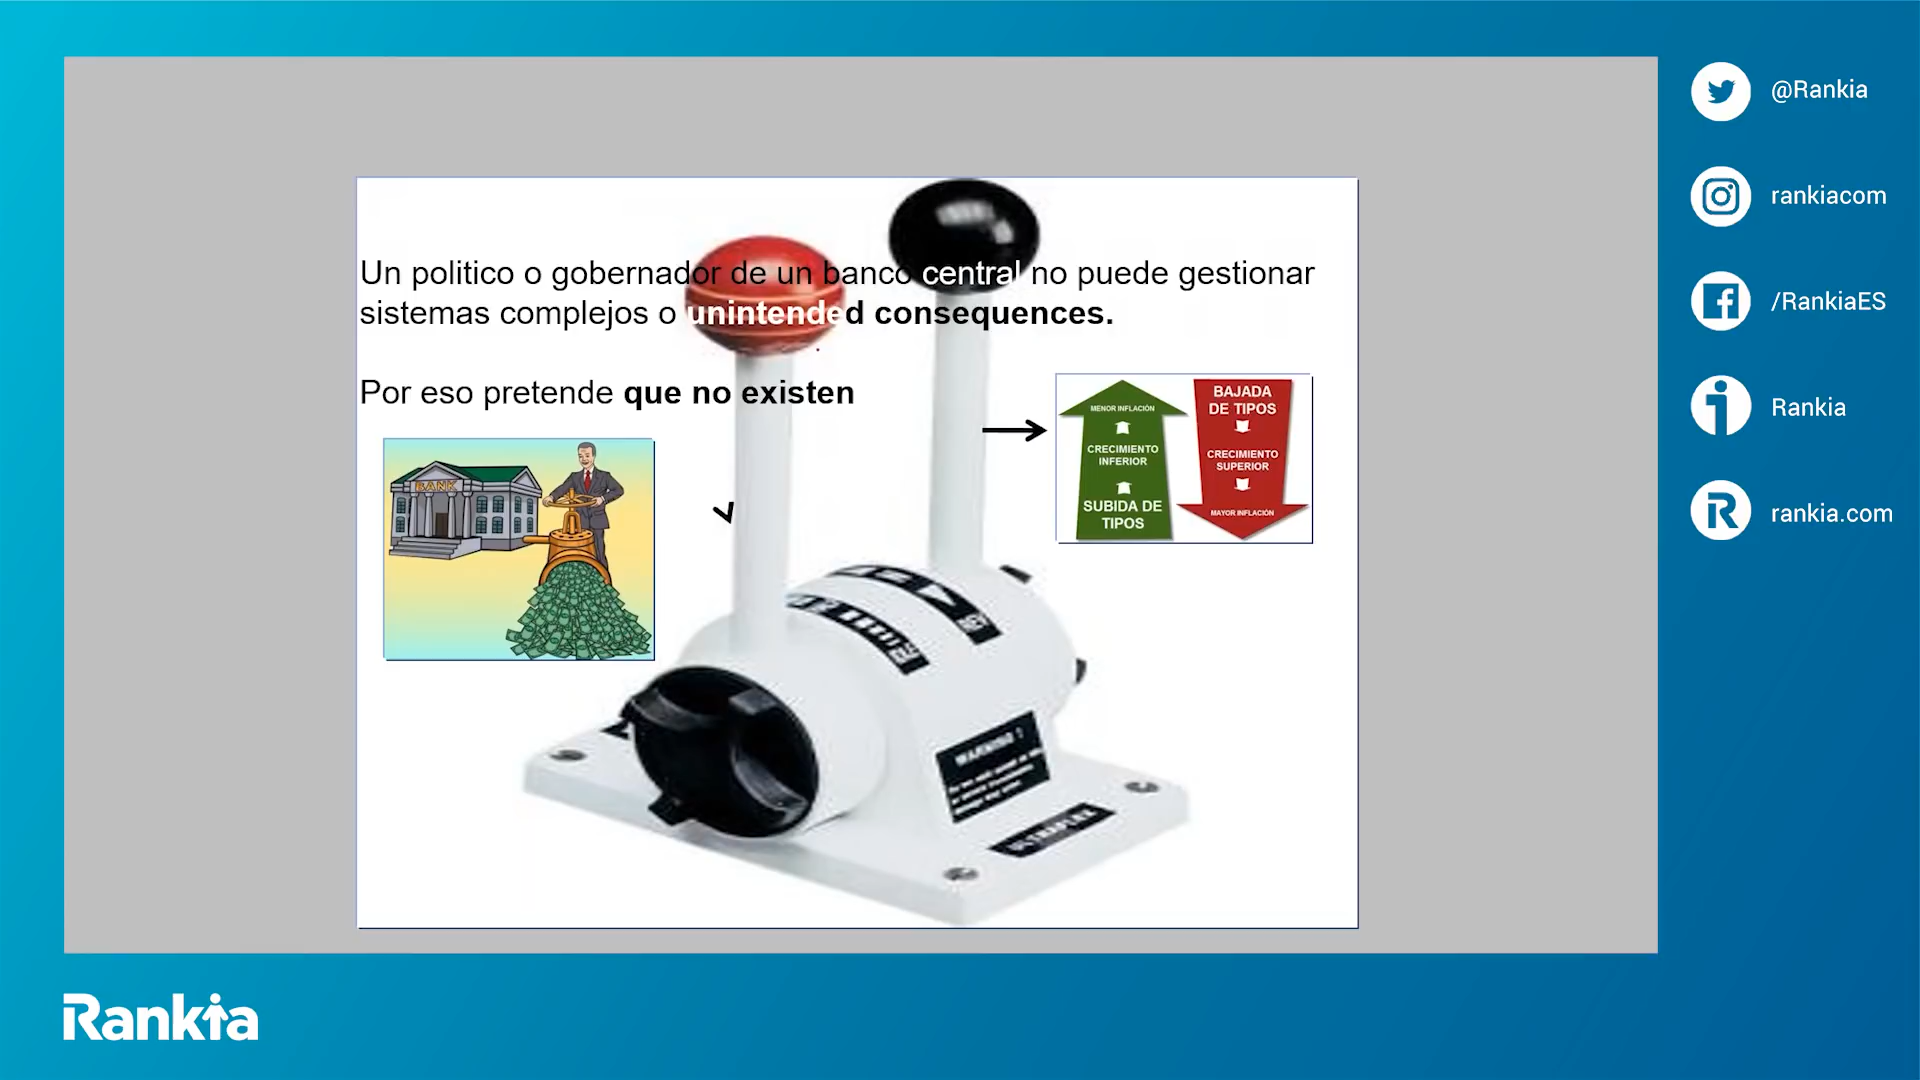 Un politico o gobernador de un banco central no puede gestionar
sistemas complejos o unintended consequences.
Por eso pretende que no existen
BANK
MENOR INFLACIÓN
CRECIMIENTO
INFERIOR
SUBIDA DE
TIPOS
BAJADA
DE TIPOS
CRECIMIENTO
SUPERIOR
MAYOR INFLACIÓN
WARNING !
ULTRAFLEX
@Rankia
rankiacom
/RankiaES
Rankia
rankia.com
Rankia